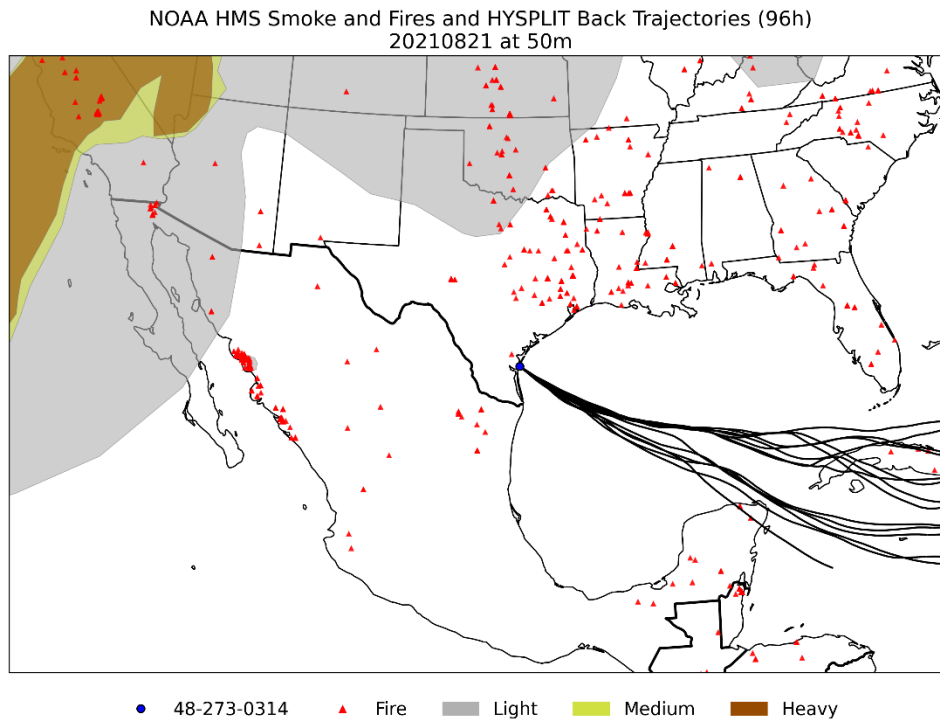 NOAA HMS Smoke and Fires and HYSPLIT Back Trajectories (96h)
20210821 at 50m
48-273-0314 Fire Light Medium Heavy